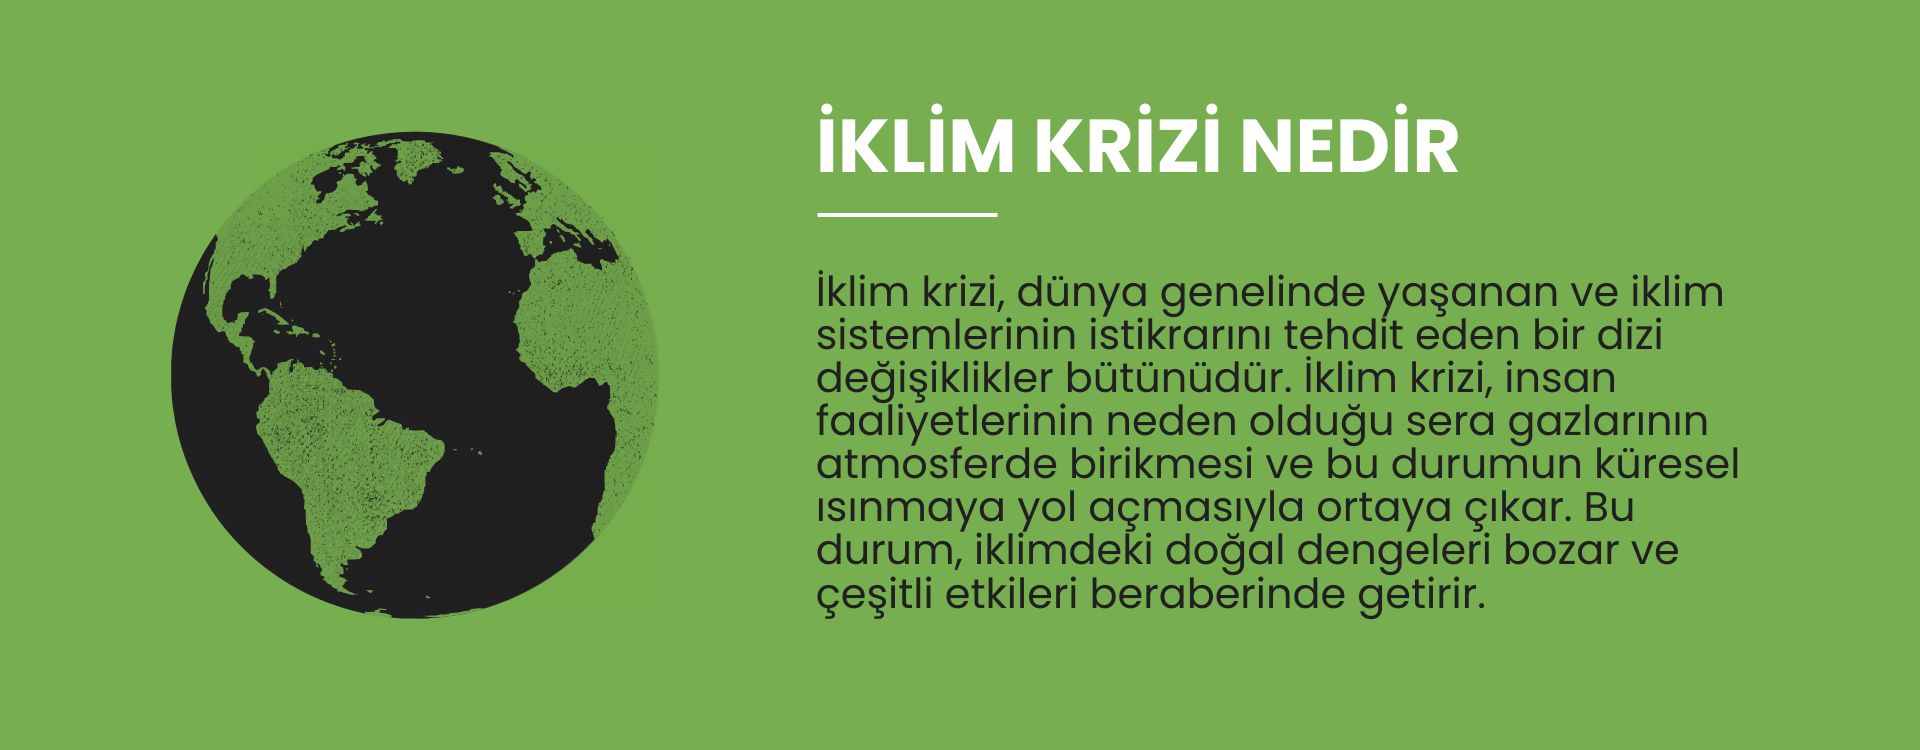 İKLİM KRİZİ NEDİR
İklim krizi, dünya genelinde yaşanan ve iklim
sistemlerinin istikrarını tehdit eden bir dizi
değişiklikler bütünüdür. İklim krizi, insan
faaliyetlerinin neden olduğu sera gazlarının
atmosferde birikmesi ve bu durumun küresel
ısınmaya yol açmasıyla ortaya çıkar. Bu
durum, iklimdeki doğal dengeleri bozar ve
çeşitli etkileri beraberinde getirir.